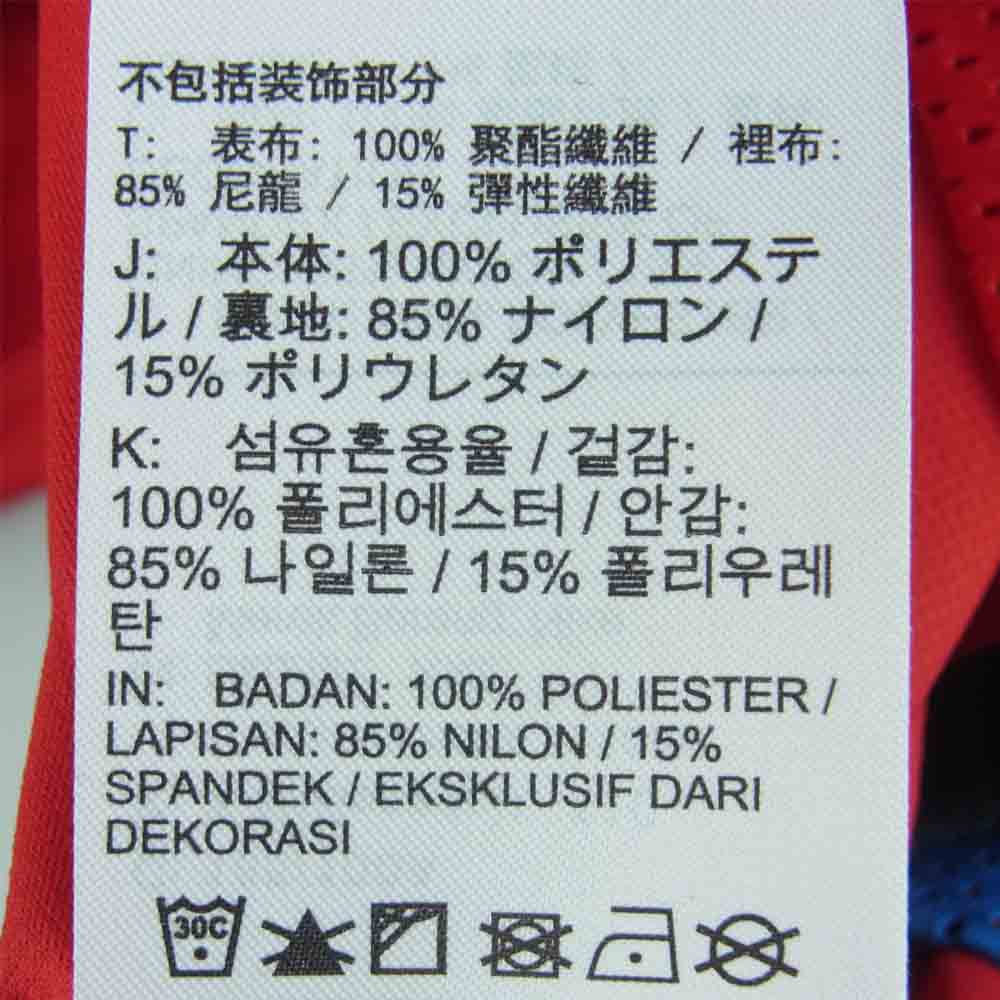 不包括装饰部分
T: 表布: 100% 聚酯纖維 / 裡布:
85% 尼龍 / 15% 彈性纖維
J: 本体: 100% ポリエステ
ル / 裏地: 85% ナイロン /
15% ポリウレタン
K: 섬유혼용율 / 겉감:
100% 폴리에스터 / 안감:
85% 나일론 / 15% 폴리우레
탄
IN: BADAN: 100% POLIESTER /
LAPISAN: 85% NILON / 15%
SPANDEK / EKSKLUSIF DARI
DEKORASI
30C